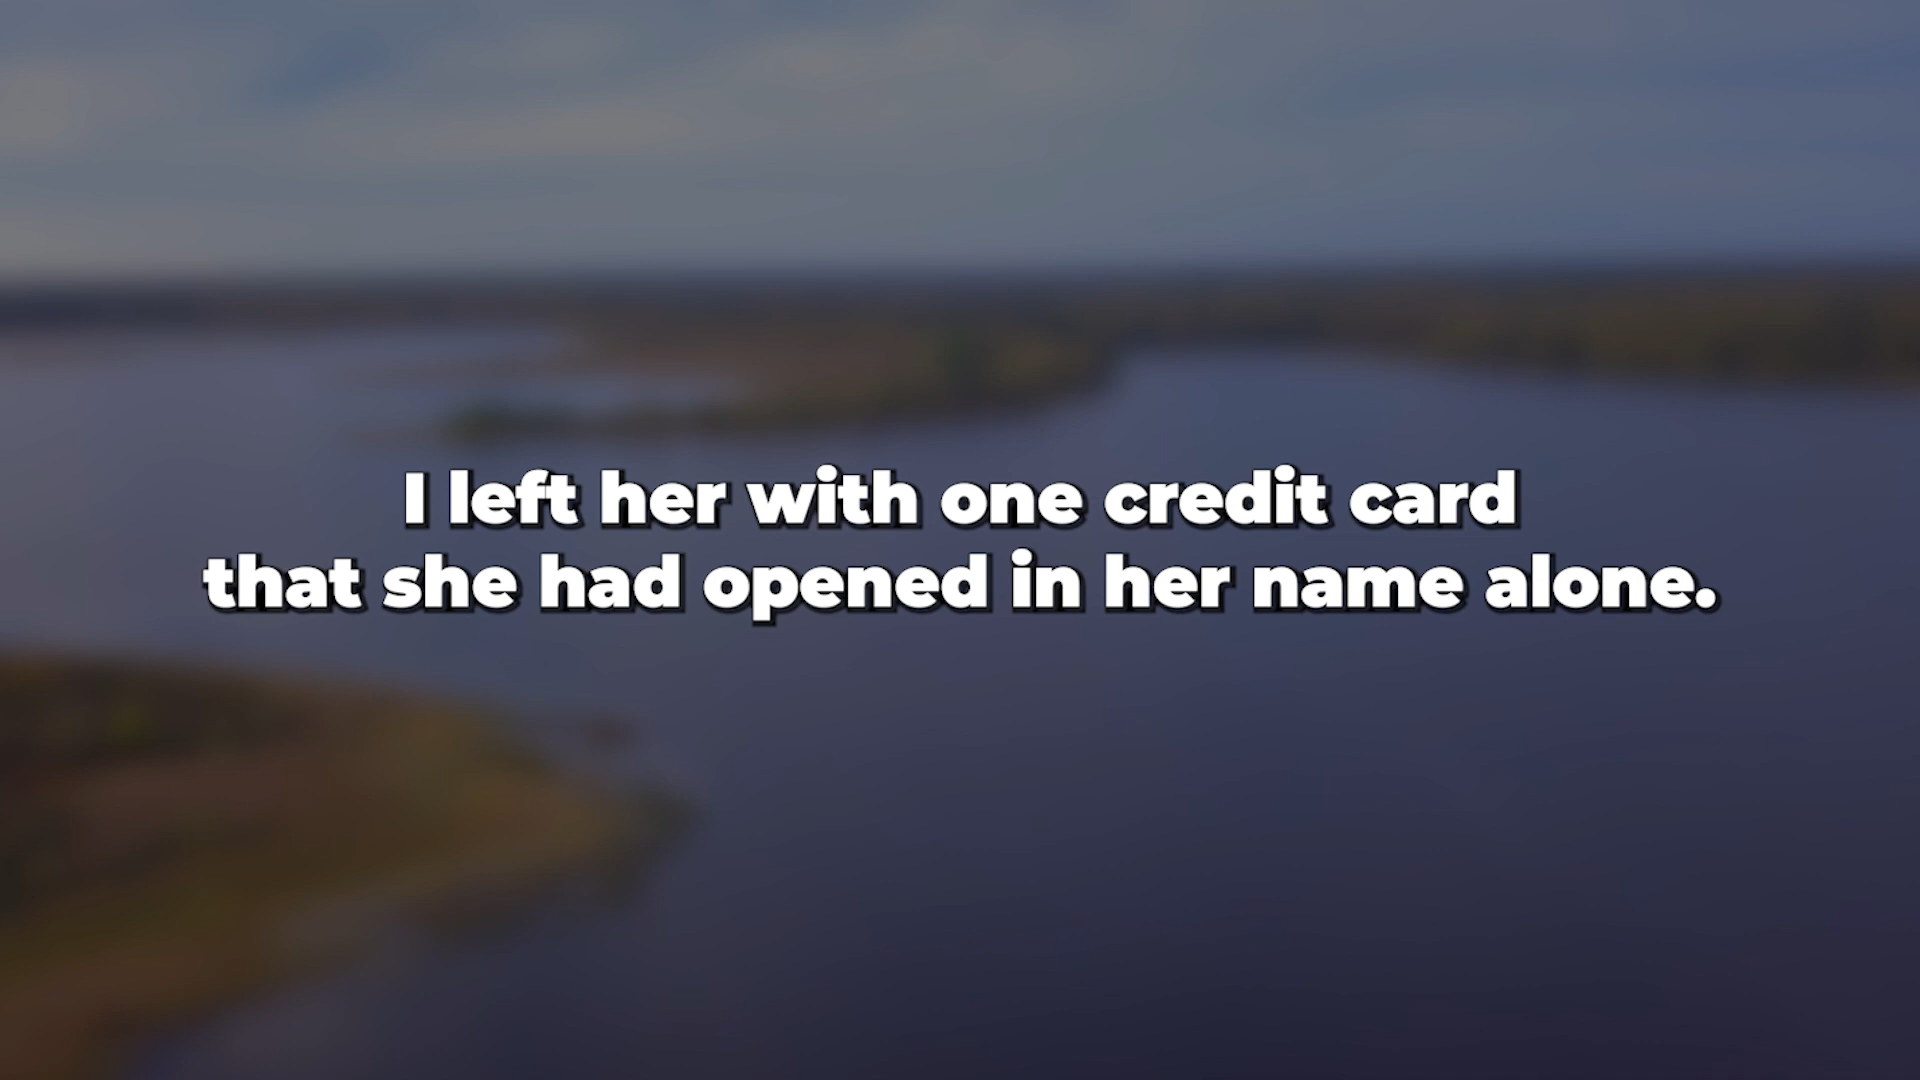 I left her with one credit card
that she had opened in her name alone.